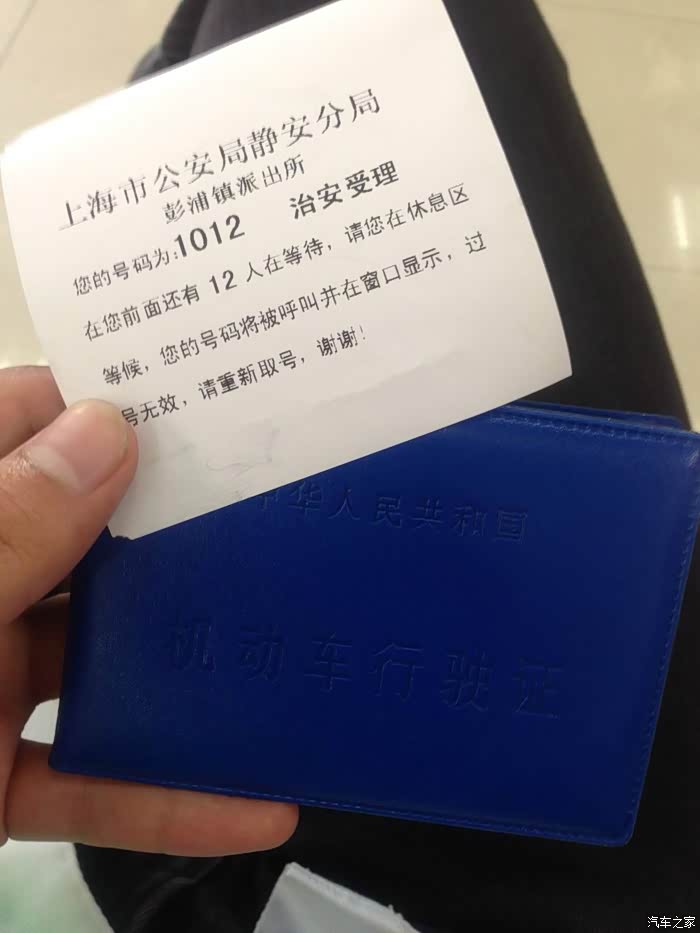 上海市公安局静安分局
彭浦镇派出所
您的号码为:1012 治安受理
在您前面还有 12 人在等待，请您在休息区
等候，您的号码将被呼叫并在窗口显示，过
号无效，请重新取号，谢谢！
中华人民共和国
机动车行驶证
汽车之家